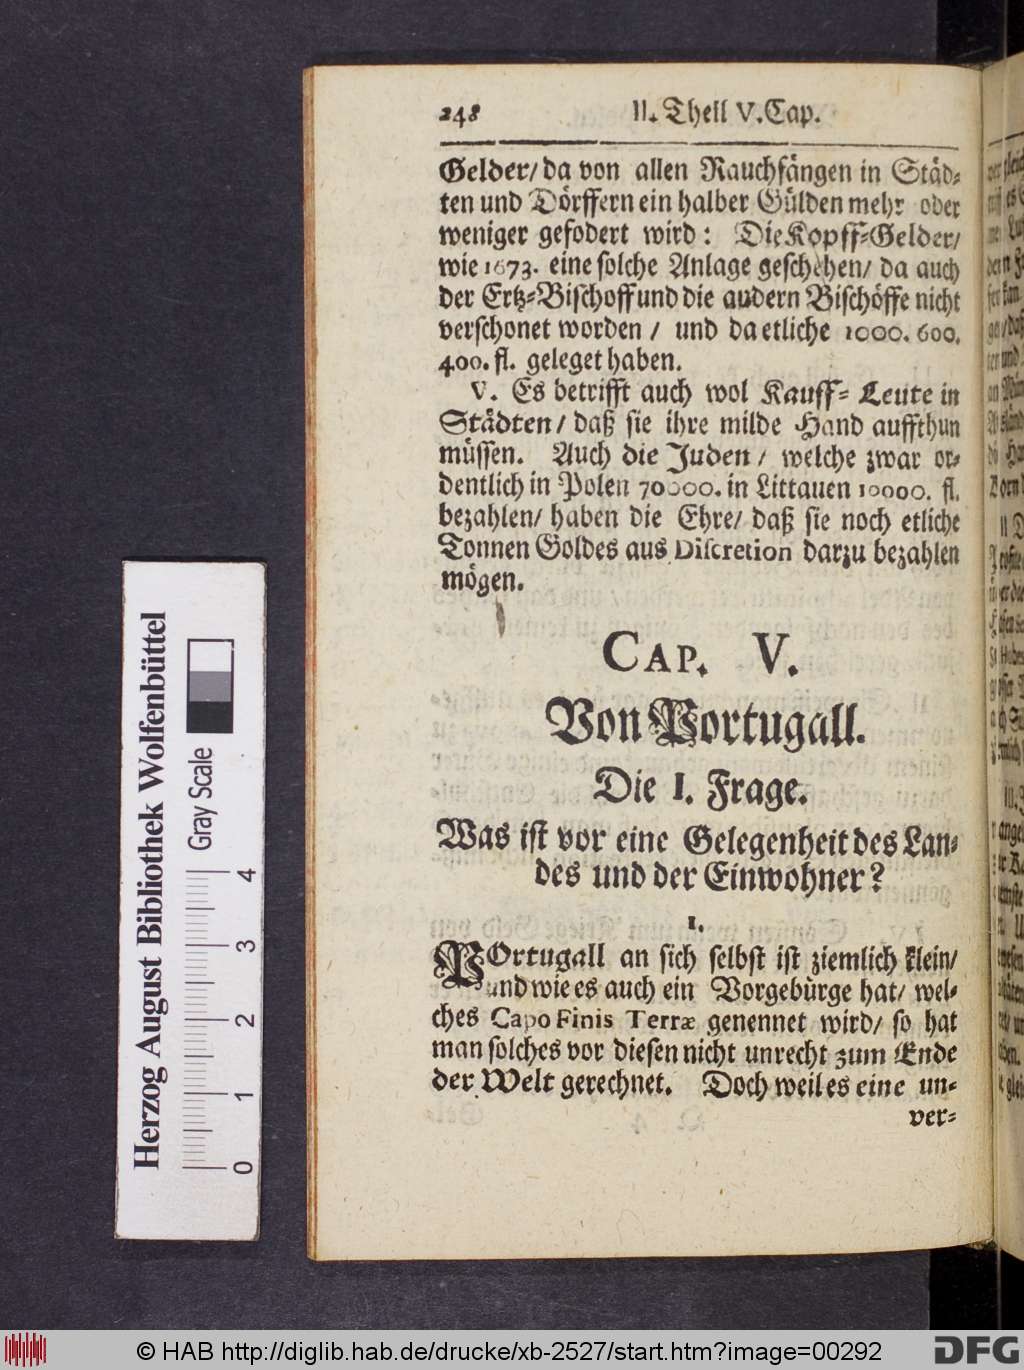 248 II. Theil V. Cap.
Gelder/ da von allen Rauchfängen in Städ-
ten und Dörffern ein halber Gülden mehr oder
weniger gefodert wird: Die Kopff-Gelder/
wie 1673. eine solche Anlage geschehen/ da auch
der Ertz-Bischoff und die andern Bischöffe nicht
verschonet worden / und da etliche 1000. 600.
400. fl. geleget haben.
V. Es betrifft auch wol Kauff- Leute in
Städten / daß sie ihre milde Hand auffthun
müssen. Auch die Juden / welche zwar or-
dentlich in Polen 70000. in Littauen 10000. fl.
bezahlen/ haben die Ehre/ daß sie noch etliche
Tonnen Goldes aus Discretion darzu bezahlen
mögen.
CAP. V.
Von Portugall.
Die I. Frage.
Was ist vor eine Gelegenheit des Lan-
des und der Einwohner?
I.
POrtugall an sich selbst ist ziemlich klein/
und wie es auch ein Vorgebürge hat/ wel-
ches Capo Finis Terræ genennet wird/ so hat
man solches vor diesen nicht unrecht zum Ende
der Welt gerechnet. Doch weil es eine un-
ver-
Herzog August Bibliothek Wolfenbüttel
Gray Scale
0 1 2 3 4
© HAB http://diglib.hab.de/drucke/xb-2527/start.htm?image=00292
DFG